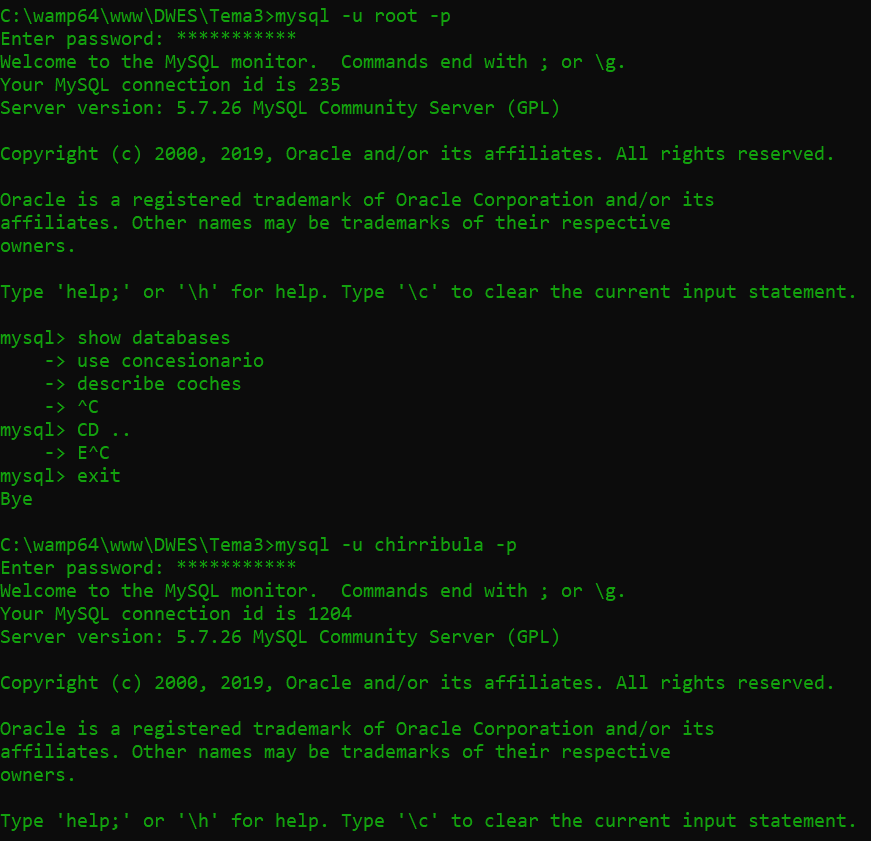 C:\wamp64\www\DWES\Tema3>mysql -u root -p
Enter password: ***********
Welcome to the MySQL monitor.  Commands end with ; or \g.
Your MySQL connection id is 235
Server version: 5.7.26 MySQL Community Server (GPL)
Copyright (c) 2000, 2019, Oracle and/or its affiliates. All rights reserved.
Oracle is a registered trademark of Oracle Corporation and/or its
affiliates. Other names may be trademarks of their respective
owners.
Type 'help;' or '\h' for help. Type '\c' to clear the current input statement.
mysql> show databases
    -> use concesionario
    -> describe coches
    -> ^C
mysql> CD ..
    -> E^C
mysql> exit
Bye
C:\wamp64\www\DWES\Tema3>mysql -u chirribula -p
Enter password: ***********
Welcome to the MySQL monitor.  Commands end with ; or \g.
Your MySQL connection id is 1204
Server version: 5.7.26 MySQL Community Server (GPL)
Copyright (c) 2000, 2019, Oracle and/or its affiliates. All rights reserved.
Oracle is a registered trademark of Oracle Corporation and/or its
affiliates. Other names may be trademarks of their respective
owners.
Type 'help;' or '\h' for help. Type '\c' to clear the current input statement.